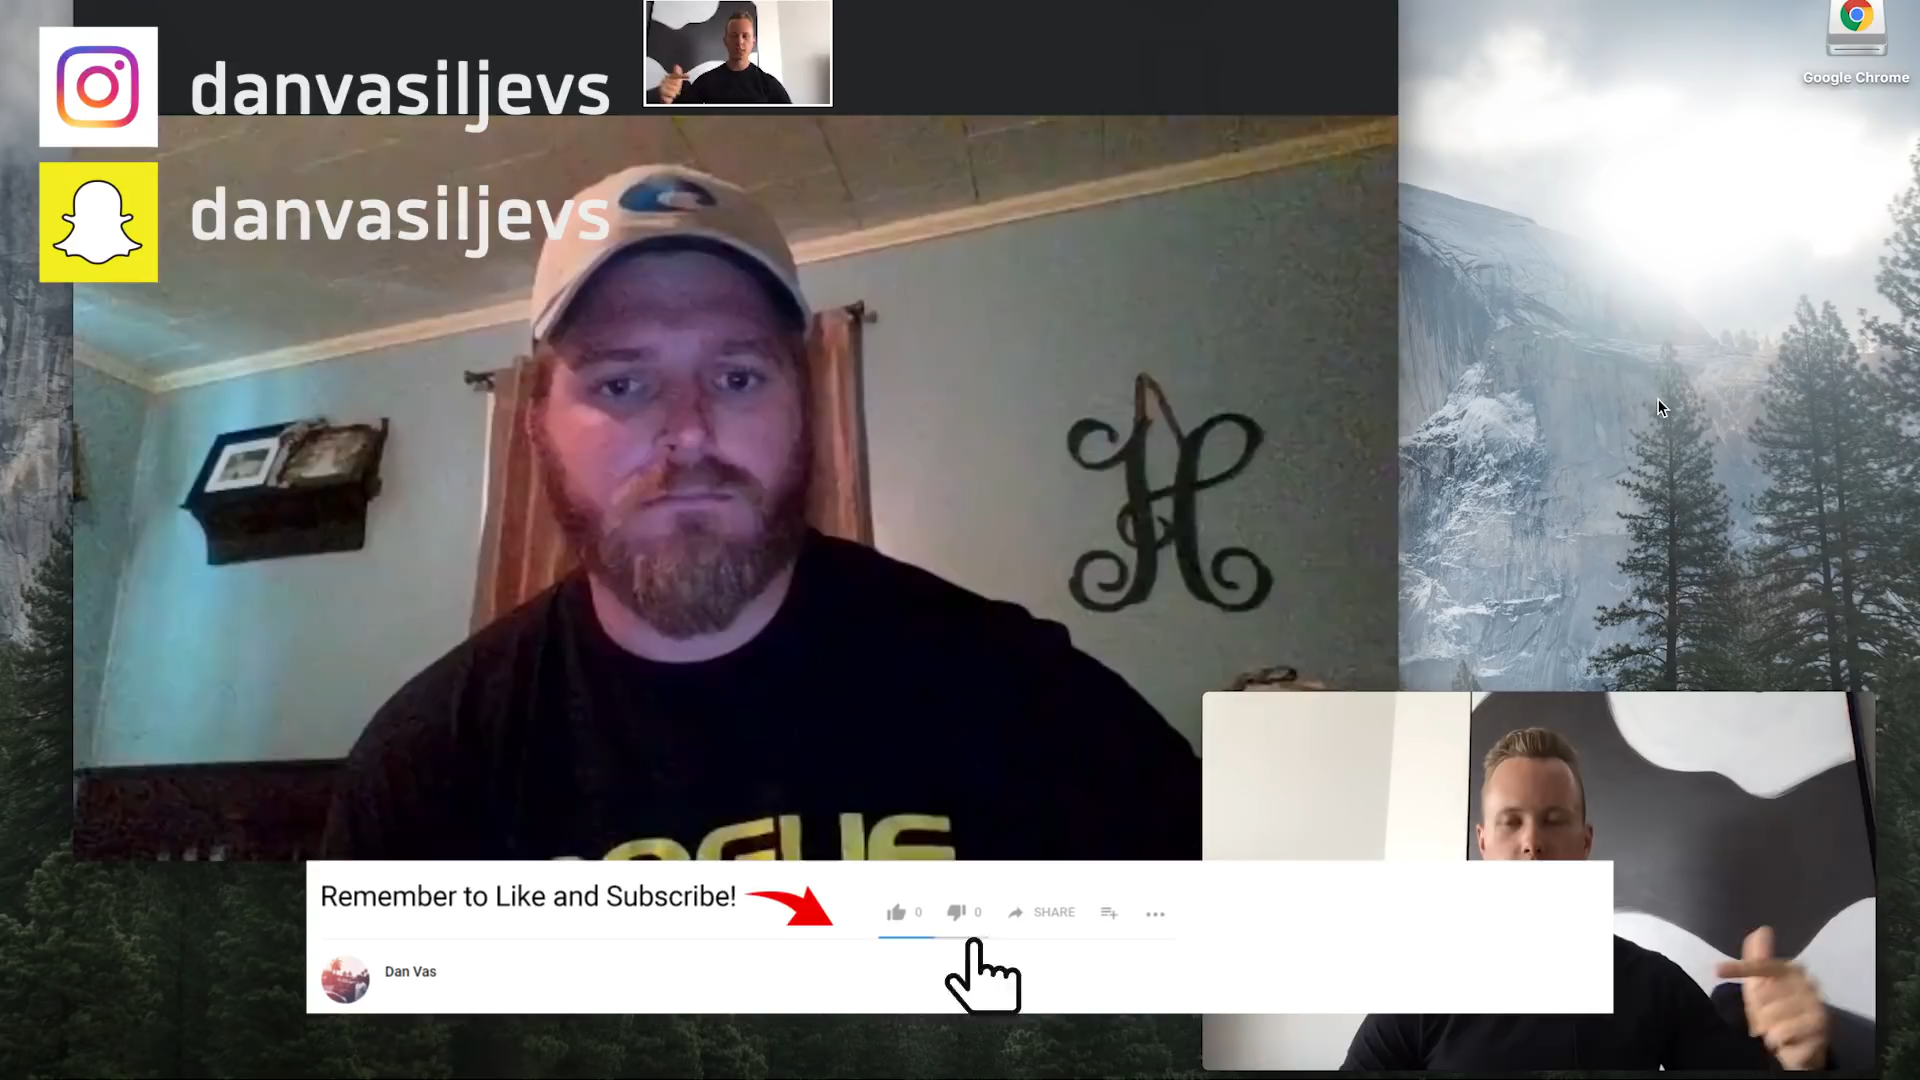 danvasiljevs
danvasiljevs
Google Chrome
Remember to Like and Subscribe!
0
0
SHARE
Dan Vas